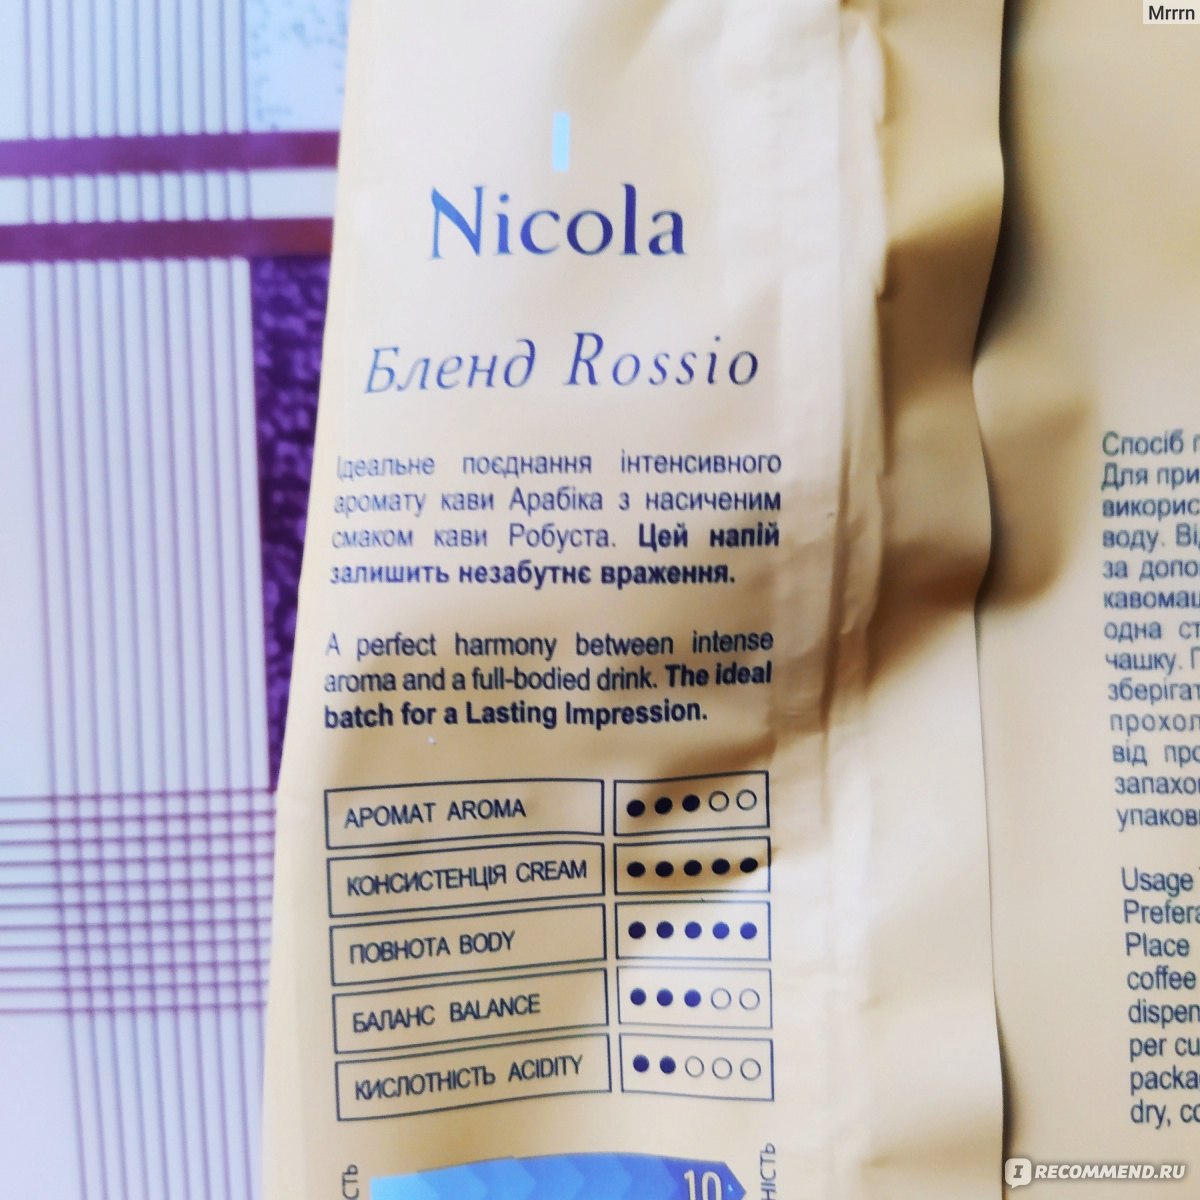 Mrrrn
Nicola
Бленд Rossio
Ідеальне поєднання інтенсивного
аромату кави Арабіка з насиченим
смаком кави Робуста. Цей напій
залишить незабутнє враження.
A perfect harmony between intense
aroma and a full-bodied drink. The ideal
batch for a Lasting Impression.
АРОМАТ AROMA
КОНСИСТЕНЦІЯ CREAM
ПОВНОТА BODY
БАЛАНС BALANCE
КИСЛОТНІСТЬ ACIDITY
10
Спосіб
Для при
використ
воду. Ві
за допо
кавомаш
одна ст
чашку.
зберігат
прохол
від про
запахо
упаков
Usage
Prefera
Place
coffee
dispen
per cu
packa
dry, co
RECOMMEND.RU